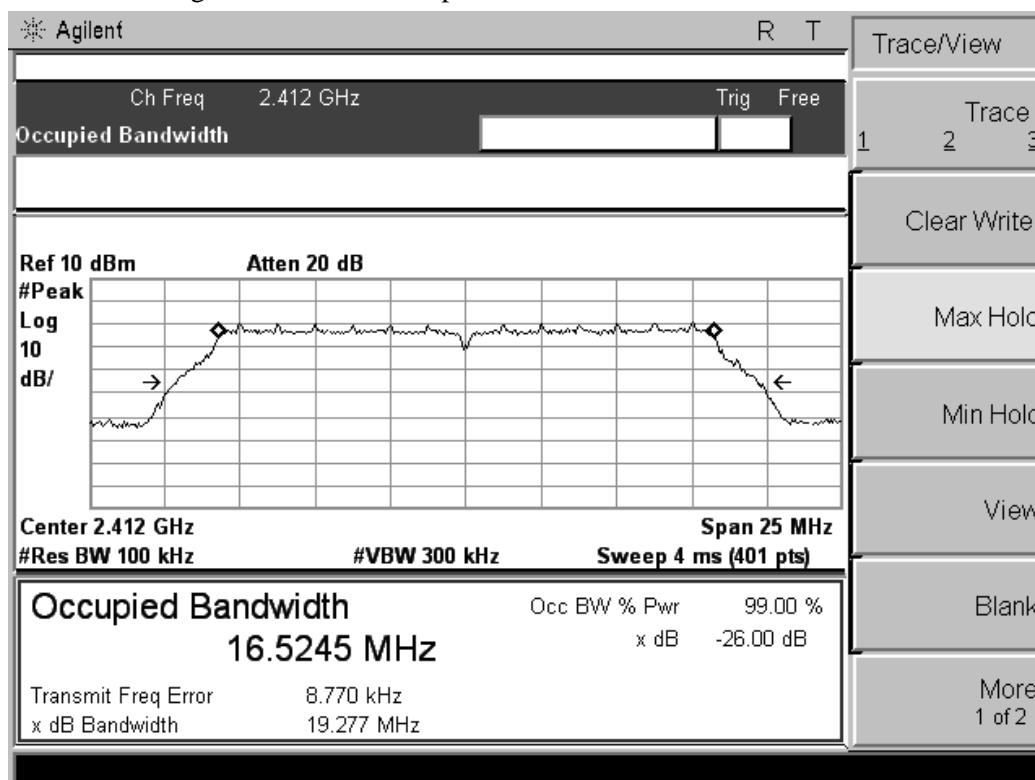 Agilent R T
Trace/View
Ch Freq 2.412 GHz Trig Free
Occupied Bandwidth
Trace
1 2 3
Clear Write
Ref 10 dBm Atten 20 dB
#Peak
Log
10
dB/
Max Hold
Min Hold
View
Center 2.412 GHz Span 25 MHz
#Res BW 100 kHz #VBW 300 kHz Sweep 4 ms (401 pts)
Occupied Bandwidth
16.5245 MHz
Occ BW % Pwr 99.00 %
x dB -26.00 dB
Transmit Freq Error 8.770 kHz
x dB Bandwidth 19.277 MHz
Blank
More
1 of 2